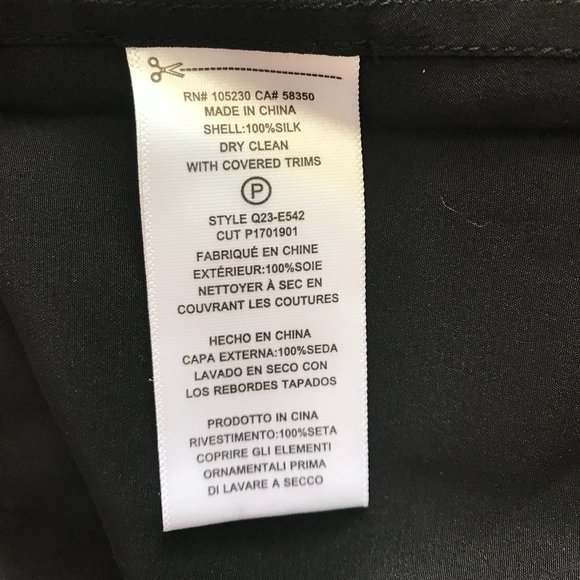 RN# 105230 CA# 58350
MADE IN CHINA
SHELL:100%SILK
DRY CLEAN
WITH COVERED TRIMS
P
STYLE Q23-E542
CUT P1701901
FABRIQUÉ EN CHINE
EXTÉRIEUR:100%SOIE
NETTOYER À SEC EN
COUVRANT LES COUTURES
HECHO EN CHINA
CAPA EXTERNA:100%SEDA
LAVADO EN SECO CON
LOS REBORDES TAPADOS
PRODOTTO IN CINA
RIVESTIMENTO:100%SETA
COPRIRE GLI ELEMENTI
ORNAMENTALI PRIMA
DI LAVARE A SECCO